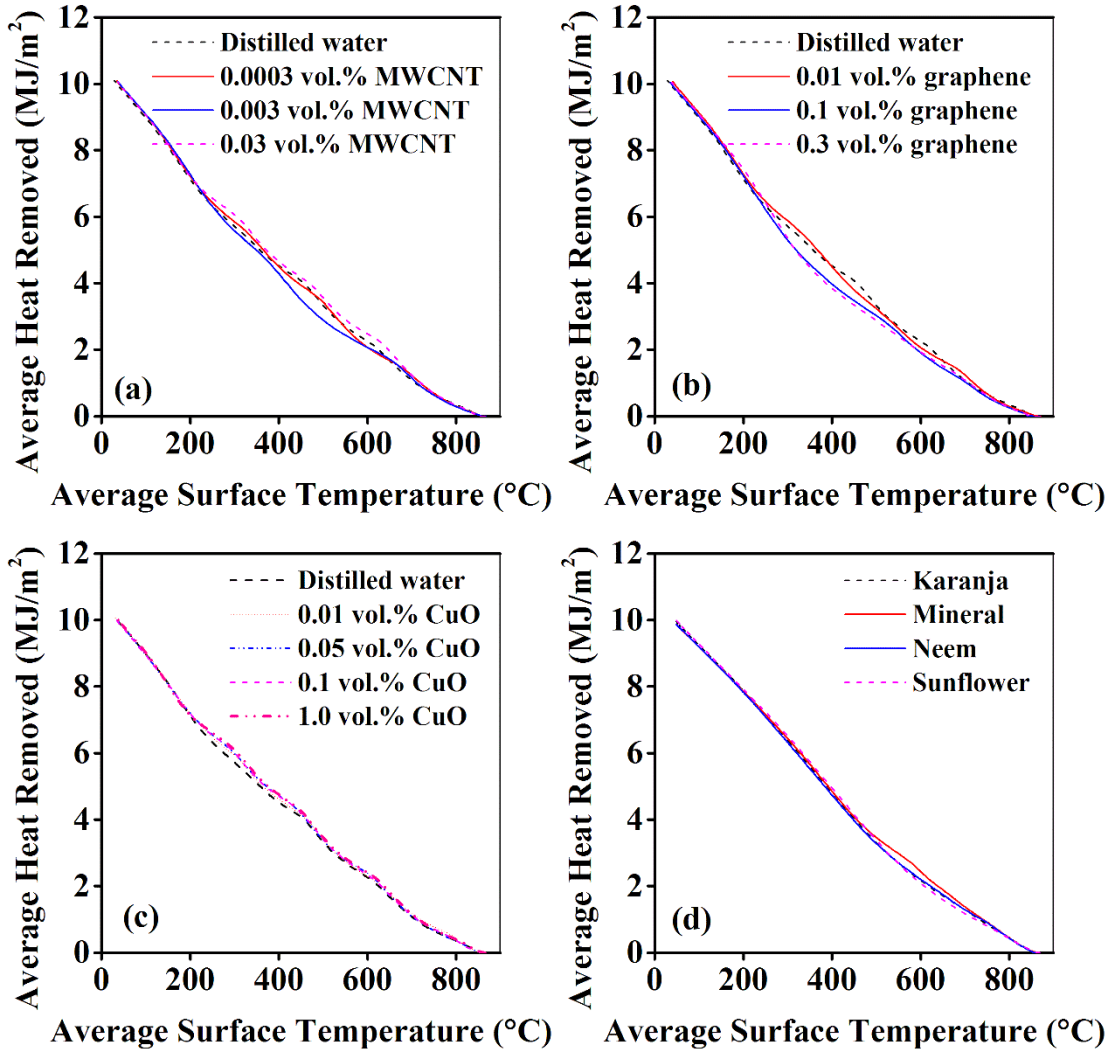 Average Heat Removed (MJ/m²)
12
10
8
6
4
2
0
Distilled water
0.0003 vol.% MWCNT
0.003 vol.% MWCNT
0.03 vol.% MWCNT
(a)
0 200 400 600 800
Average Surface Temperature (°C)
Average Heat Removed (MJ/m²)
12
10
8
6
4
2
0
Distilled water
0.01 vol.% graphene
0.1 vol.% graphene
0.3 vol.% graphene
(b)
0 200 400 600 800
Average Surface Temperature (°C)
Average Heat Removed (MJ/m²)
12
10
8
6
4
2
0
Distilled water
0.01 vol.% CuO
0.05 vol.% CuO
0.1 vol.% CuO
1.0 vol.% CuO
(c)
0 200 400 600 800
Average Surface Temperature (°C)
Average Heat Removed (MJ/m²)
12
10
8
6
4
2
0
Karanja
Mineral
Neem
Sunflower
(d)
0 200 400 600 800
Average Surface Temperature (°C)